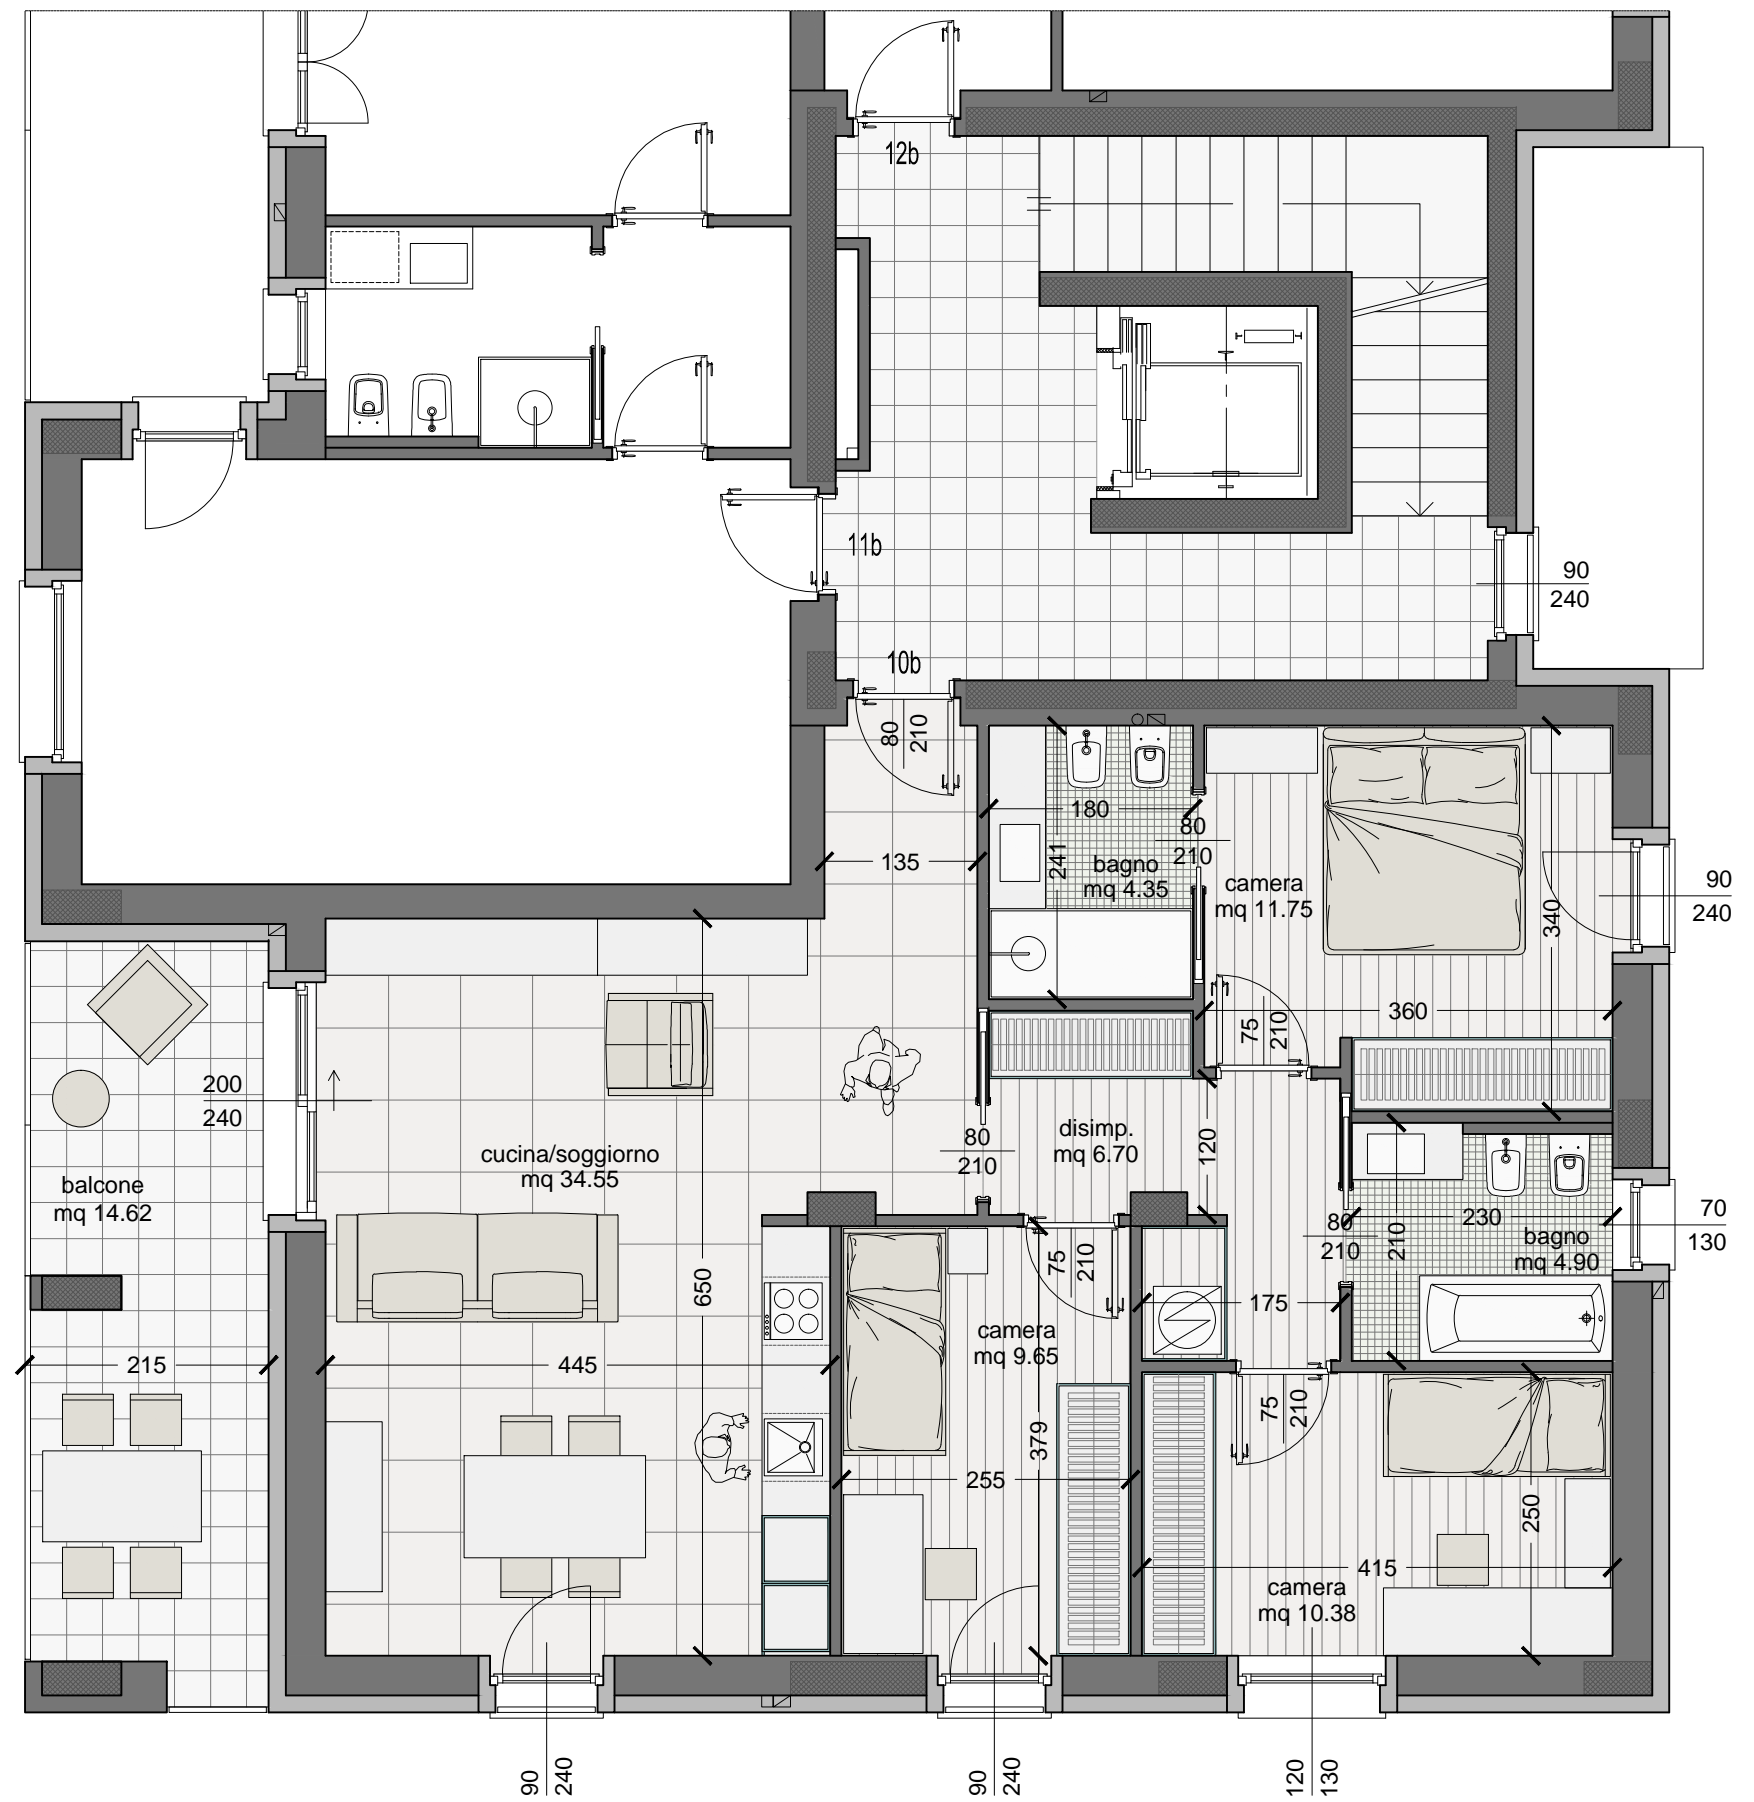 12b
11b
90
240
10b
80
210
180
80
210
241
bagno
mq 4.35
135
camera
mq 11.75
340
90
240
75
210
360
200
240
80
210
disimp.
mq 6.70
120
cucina/soggiorno
mq 34.55
balcone
mq 14.62
650
75
210
80
210
230
210
bagno
mq 4.90
70
130
175
camera
mq 9.65
215
445
379
255
75
210
250
415
camera
mq 10.38
90
240
90
240
120
130